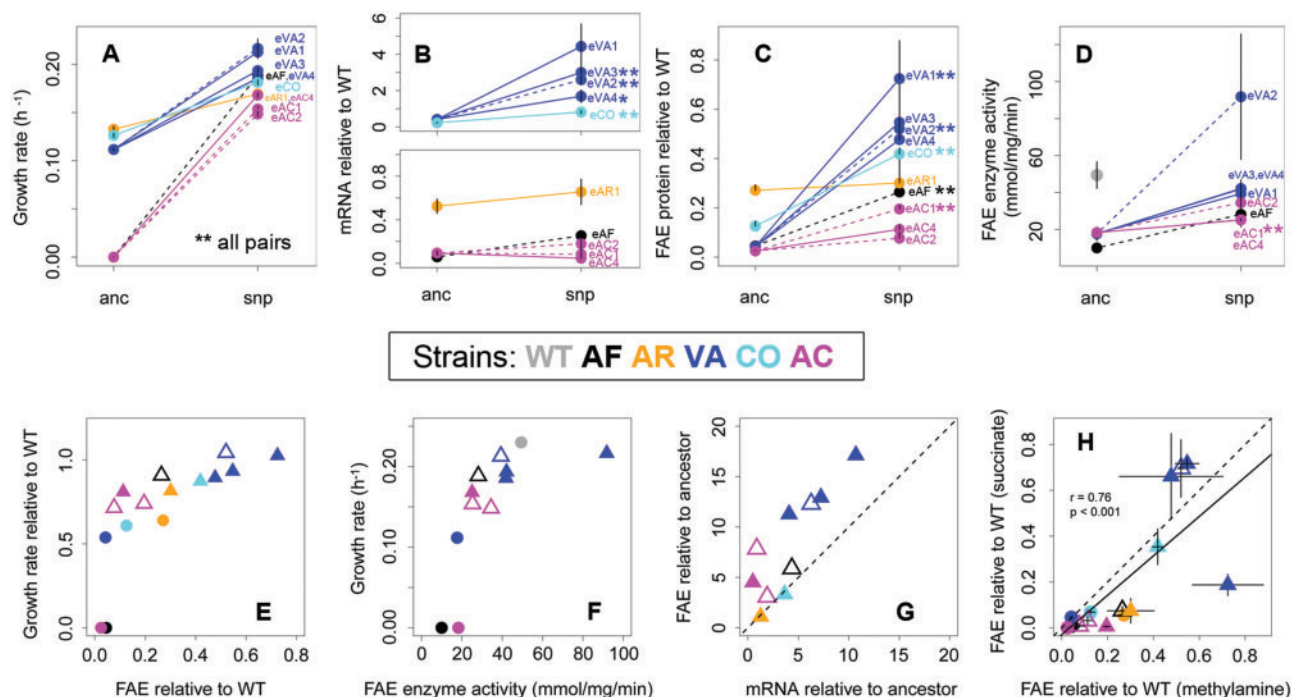 A
Growth rate (h⁻¹)
0.20
0.10
0.00
eVA2
eVA1
eVA3
eAF,eVA4
eCO
eAR1,eAC4
eAC1
eAC2
** all pairs
anc snp
B
mRNA relative to WT
6
4
2
0
eVA1
eVA3**
eVA2**
eVA4*
eCO **
0.8
0.4
0.0
eAR1
eAF
eAC2
eAC1
eAC4
anc snp
C
FAE protein relative to WT
0.8
0.6
0.4
0.2
0.0
eVA1**
eVA3
eVA2**
eVA4
eCO **
eAR1
eAF **
eAC1**
eAC4
eAC2
anc snp
D
FAE enzyme activity
(mmol/mg/min)
100
60
20
eVA2
eVA3,eVA4
eVA1
eAC2
eAF
eAC1 **
eAC4
anc snp
Strains: WT AF AR VA CO AC
E
Growth rate relative to WT
1.0
0.5
0.0
0.0 0.2 0.4 0.6 0.8
FAE relative to WT
F
Growth rate (h⁻¹)
0.20
0.10
0.00
0 20 40 60 80 100
FAE enzyme activity (mmol/mg/min)
G
FAE relative to ancestor
20
15
10
5
0
0 5 10 15 20
mRNA relative to ancestor
H
FAE relative to WT (succinate)
0.8
0.6
0.4
0.2
0.0
r = 0.76
p < 0.001
0.0 0.2 0.4 0.6 0.8
FAE relative to WT (methylamine)